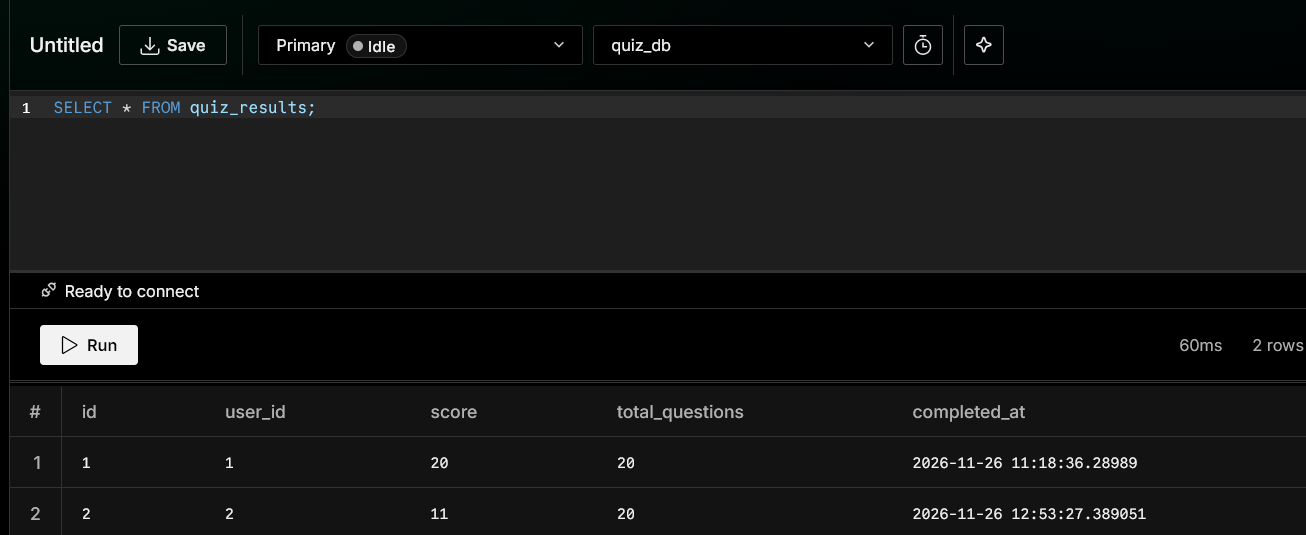 Untitled Save Primary Idle quiz_db
1 SELECT * FROM quiz_results;
Ready to connect
Run 60ms 2 rows
# id user_id score total_questions completed_at
1 1 1 20 20 2026-11-26 11:18:36.28989
2 2 2 11 20 2026-11-26 12:53:27.389051